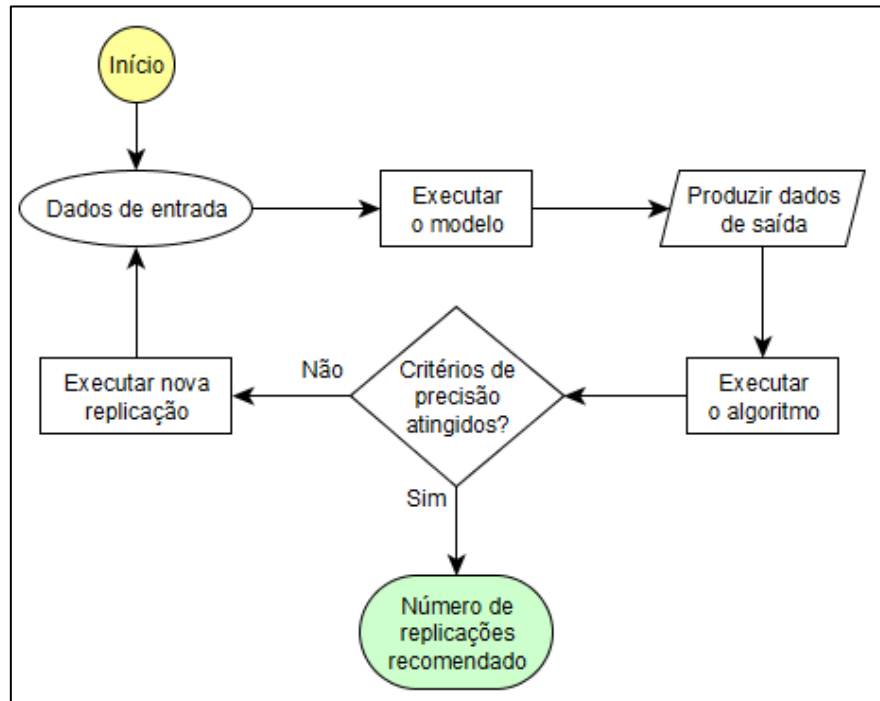 Início
Dados de entrada
Executar
o modelo
Produzir dados
de saída
Executar
o algoritmo
Critérios de
precisão
atingidos?
Não
Executar nova
replicação
Sim
Número de
replicações
recomendado